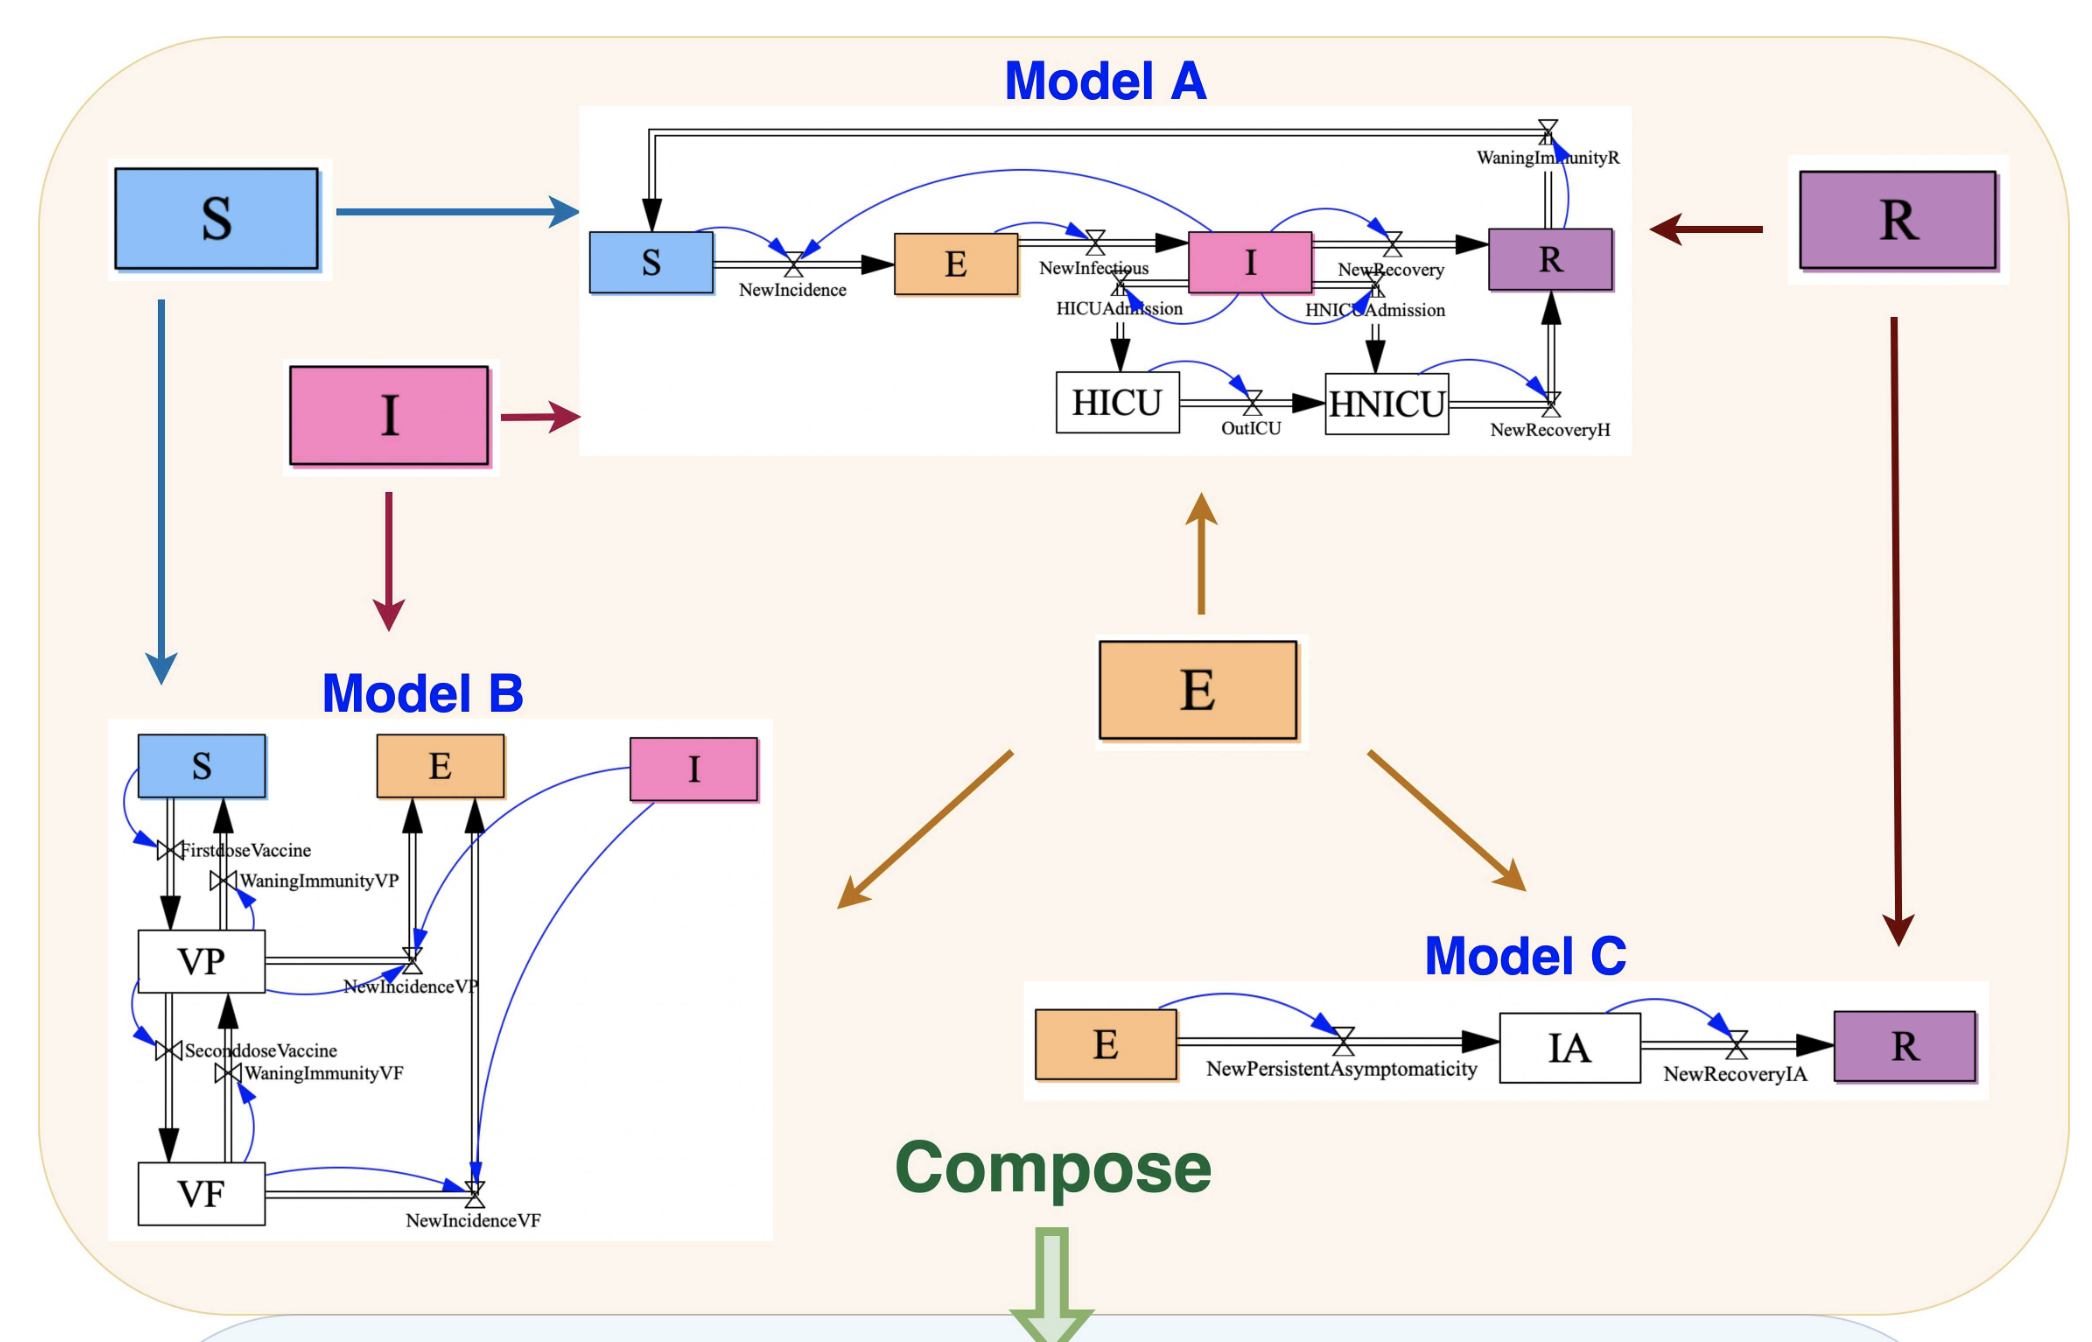 Model A
WaningImmunityR
S
R
S
E
I
R
NewInfectious
NewRecovery
NewIncidence
HICUAdmission
HNICUAdmission
I
HICU
HNICU
OutICU
NewRecoveryH
E
Model B
S
E
I
FirstdoseVaccine
WaningImmunityVP
VP
NewIncidenceVP
SeconddoseVaccine
WaningImmunityVF
VF
NewIncidenceVF
Model C
E
IA
R
NewPersistentAsymptomaticity
NewRecoveryIA
Compose